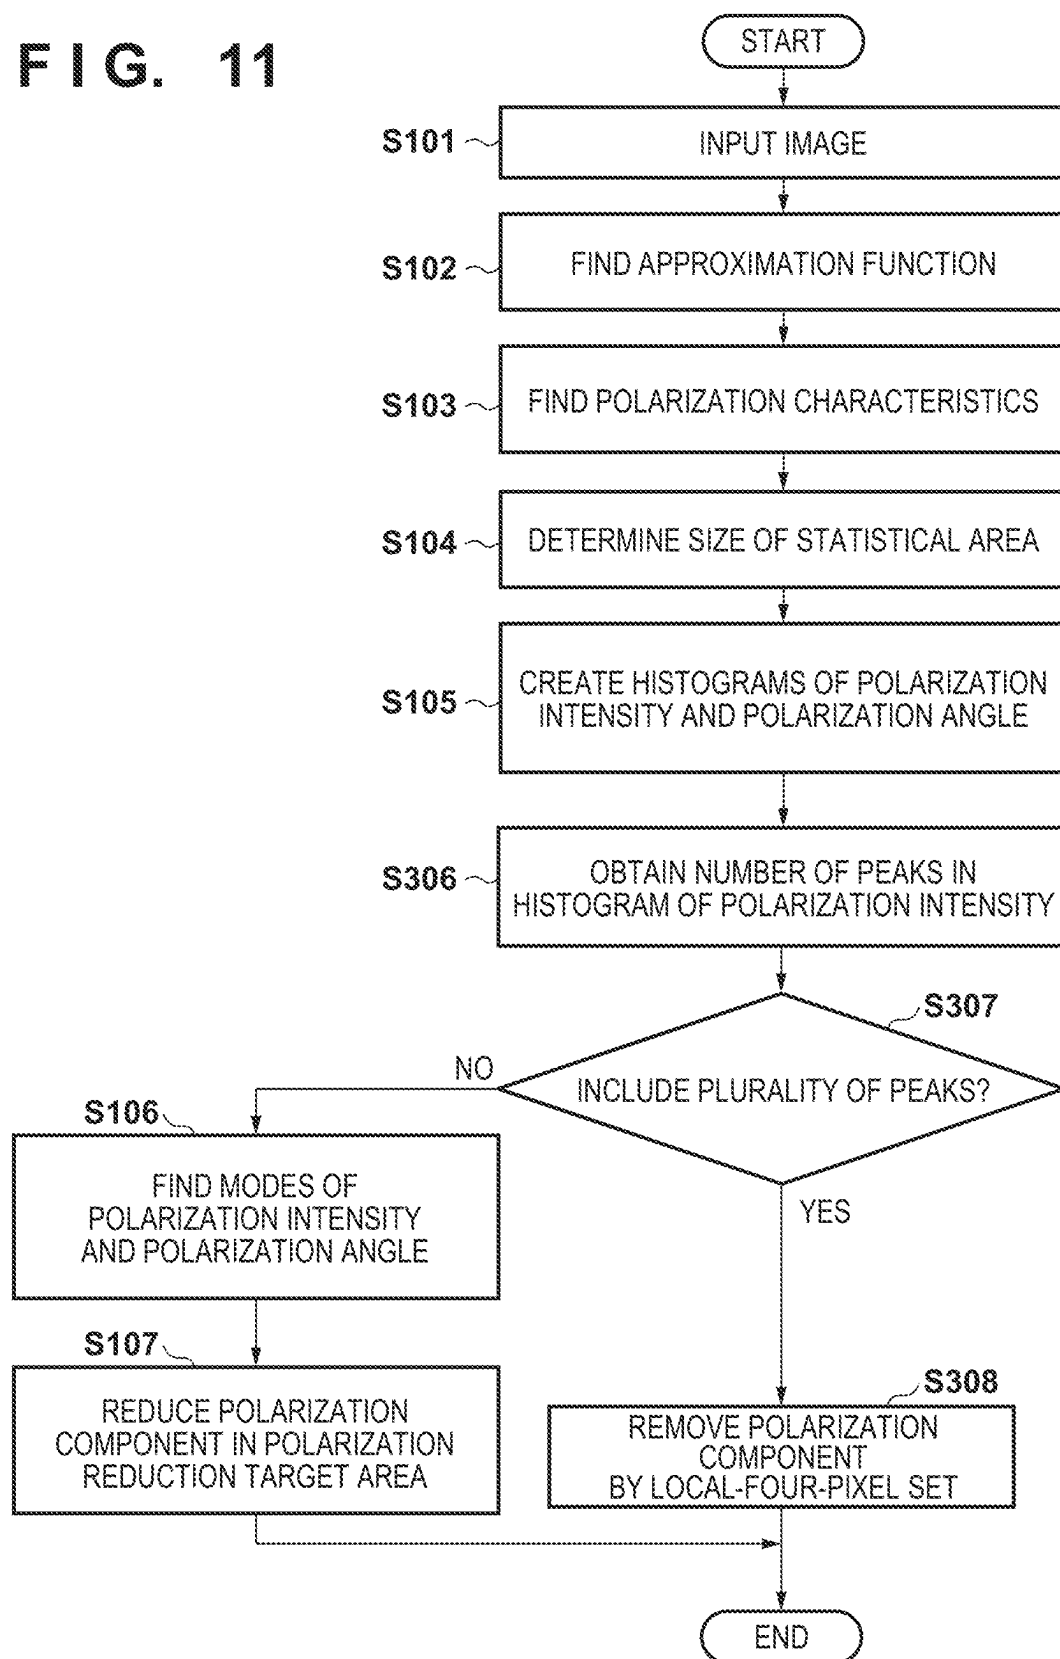 FIG. 11
START
S101
INPUT IMAGE
S102
FIND APPROXIMATION FUNCTION
S103
FIND POLARIZATION CHARACTERISTICS
S104
DETERMINE SIZE OF STATISTICAL AREA
S105
CREATE HISTOGRAMS OF POLARIZATION
INTENSITY AND POLARIZATION ANGLE
S306
OBTAIN NUMBER OF PEAKS IN
HISTOGRAM OF POLARIZATION INTENSITY
S307
INCLUDE PLURALITY OF PEAKS?
NO
YES
S106
FIND MODES OF
POLARIZATION INTENSITY
AND POLARIZATION ANGLE
S107
REDUCE POLARIZATION
COMPONENT IN POLARIZATION
REDUCTION TARGET AREA
S308
REMOVE POLARIZATION
COMPONENT
BY LOCAL-FOUR-PIXEL SET
END